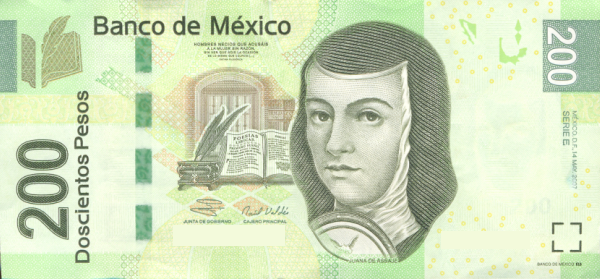 Banco de México
HOMBRES NECIOS QUE ACUSÁIS
A LA MUJER SIN RAZÓN,
SIN VER QUE SOIS LA OCASIÓN
DE LO MISMO QUE CULPÁIS
200
Doscientos Pesos
POESÍAS
JUNTA DE GOBIERNO
CAJERO PRINCIPAL
JUANA DE ASBAJE
200
MÉXICO, D.F.
SERIE
BANCO DE MÉXICO